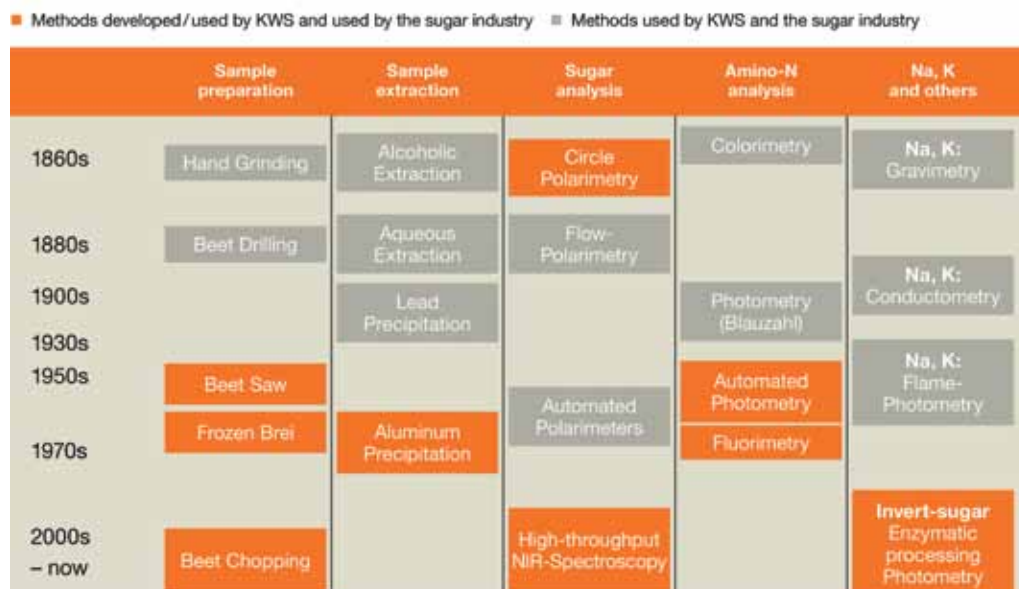 Methods developed/used by KWS and used by the sugar industry
Methods used by KWS and the sugar industry
Sample
preparation
Sample
extraction
Sugar
analysis
Amino-N
analysis
Na, K
and others
1860s
Hand Grinding
Alcoholic
Extraction
Circle
Polarimetry
Colorimetry
Na, K:
Gravimetry
1880s
Beet Drilling
Aqueous
Extraction
Flow-
Polarimetry
1900s
Lead
Precipitation
Photometry
(Blauzahl)
Na, K:
Conductometry
1930s
1950s
Beet Saw
Automated
Photometry
Na, K:
Flame-
Photometry
Frozen Brei
Aluminum
Precipitation
Automated
Polarimeters
Fluorimetry
1970s
2000s
– now
Beet Chopping
High-throughput
NIR-Spectroscopy
Invert-sugar
Enzymatic
processing
Photometry